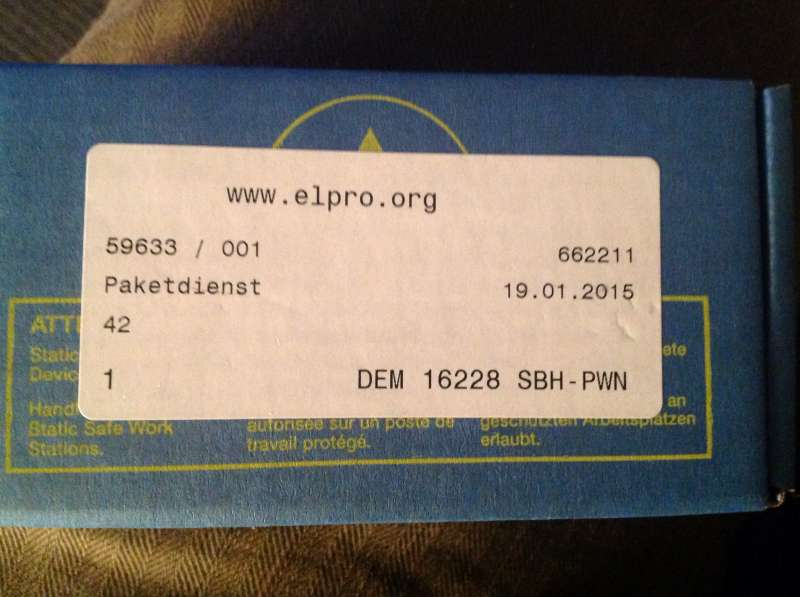 www.elpro.org
59633 / 001
662211
Paketdienst
19.01.2015
42
1
DEM 16228 SBH-PWN
Static Safe Work
Stations.
autorisée sur un poste de
travail protégé.
an
geschützten Arbeitsplätzen
erlaubt.